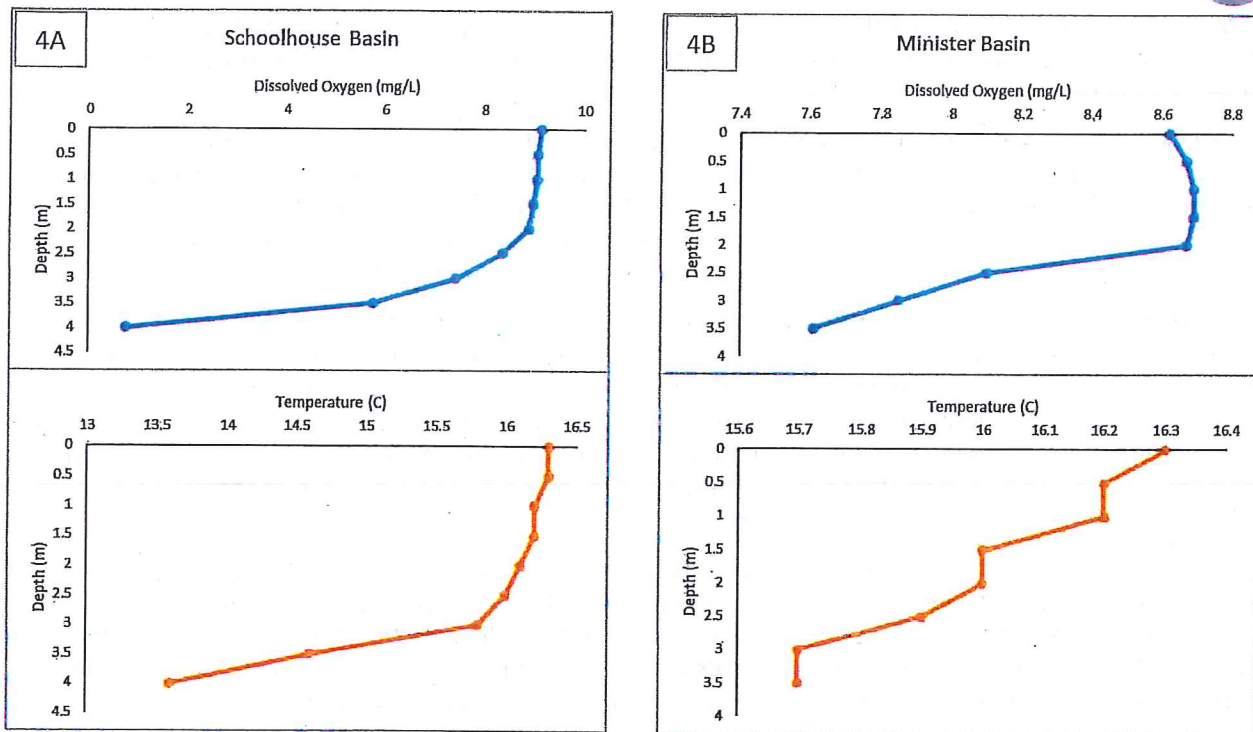 4A
Schoolhouse Basin
Dissolved Oxygen (mg/L)
0 2 4 6 8 10
0
0.5
1
1.5
2
2.5
3
3.5
4
4.5
Depth (m)
Temperature (C)
13 13.5 14 14.5 15 15.5 16 16.5
0
0.5
1
1.5
2
2.5
3
3.5
4
4.5
Depth (m)
4B
Minister Basin
Dissolved Oxygen (mg/L)
7.4 7.6 7.8 8 8.2 8.4 8.6 8.8
0
0.5
1
1.5
2
2.5
3
3.5
4
Depth (m)
Temperature (C)
15.6 15.7 15.8 15.9 16 16.1 16.2 16.3 16.4
0
0.5
1
1.5
2
2.5
3
3.5
4
Depth (m)